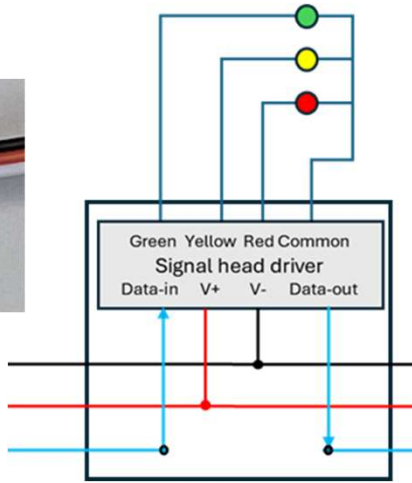 Green Yellow Red Common
Signal head driver
Data-in V+ V- Data-out